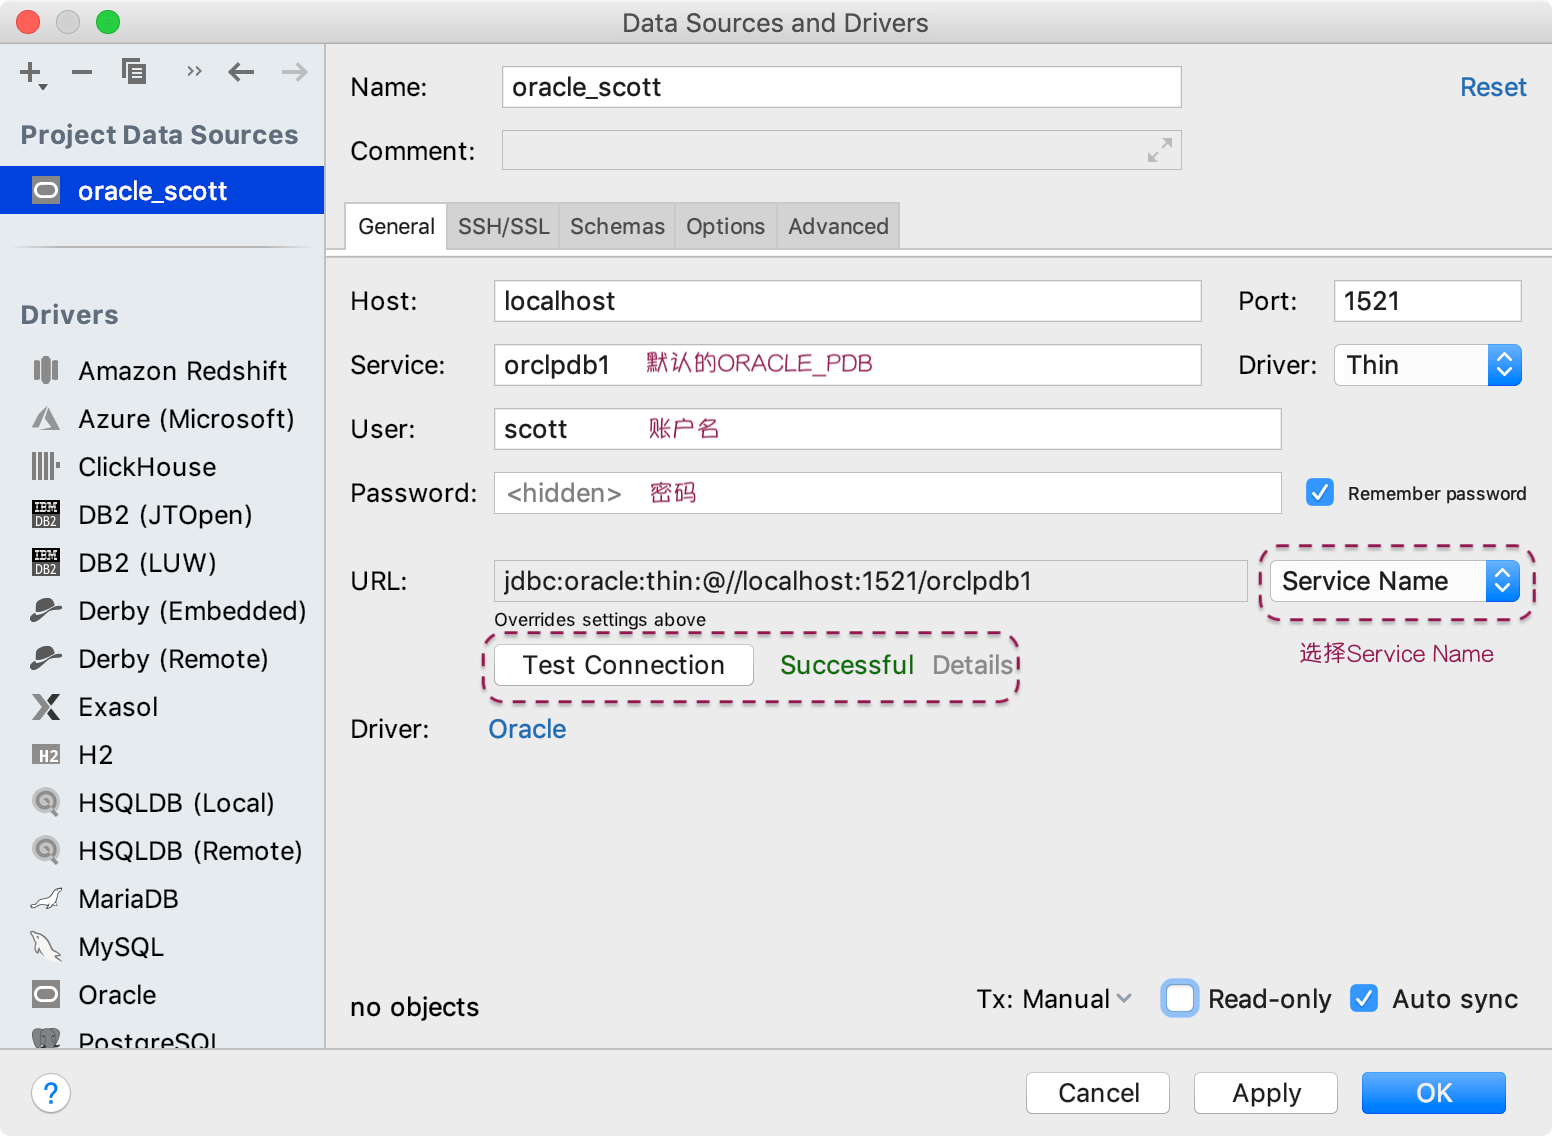 Data Sources and Drivers
Project Data Sources
oracle_scott
Drivers
Amazon Redshift
Azure (Microsoft)
ClickHouse
IBM DB2 DB2 (JTOpen)
IBM DB2 DB2 (LUW)
Derby (Embedded)
Derby (Remote)
Exasol
H2 H2
HSQLDB (Local)
HSQLDB (Remote)
MariaDB
MySQL
Oracle
PostgreSQL
Name: oracle_scott Reset
Comment:
General SSH/SSL Schemas Options Advanced
Host: localhost Port: 1521
Service: orclpdb1 默认的ORACLE_PDB Driver: Thin
User: scott 账户名
Password: <hidden> 密码 Remember password
URL: jdbc:oracle:thin:@//localhost:1521/orclpdb1 Service Name
Overrides settings above
选择Service Name
Test Connection Successful Details
Driver: Oracle
no objects Tx: Manual Read-only Auto sync
? Cancel Apply OK